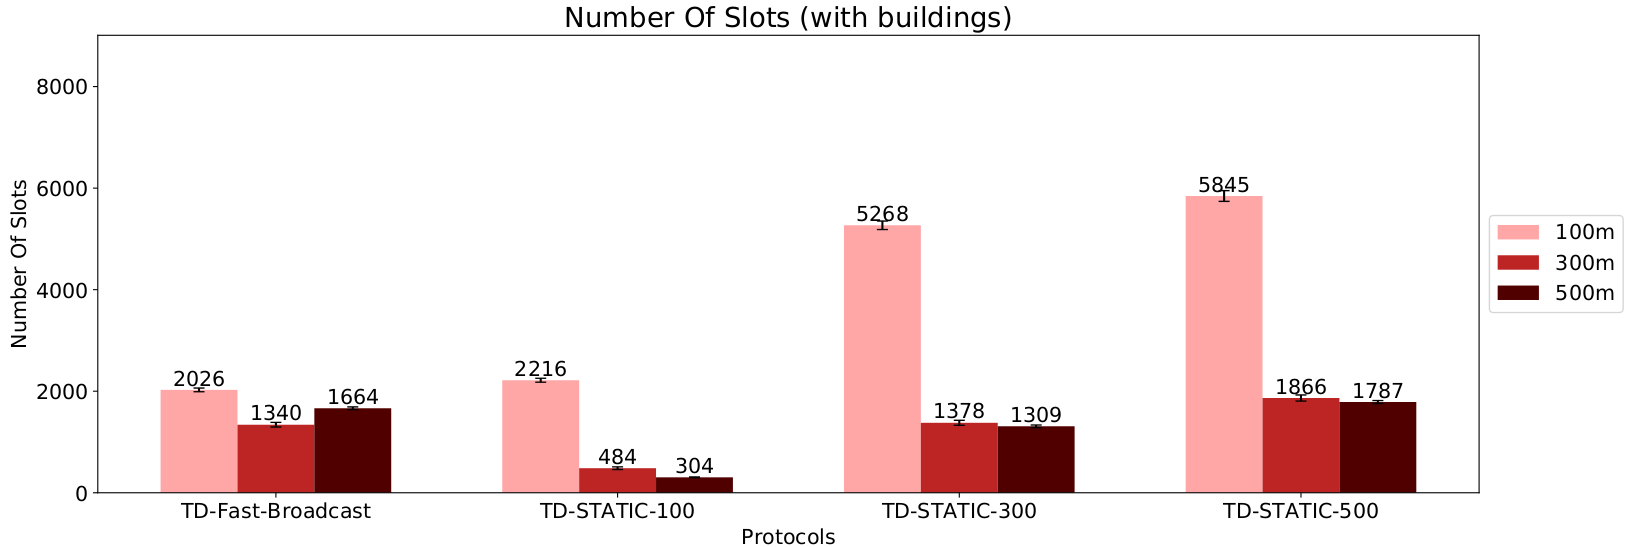 Number Of Slots (with buildings)
Number Of Slots
8000
6000
4000
2000
0
2026
1340
1664
2216
484
304
5268
1378
1309
5845
1866
1787
TD-Fast-Broadcast
TD-STATIC-100
TD-STATIC-300
TD-STATIC-500
Protocols
100m
300m
500m